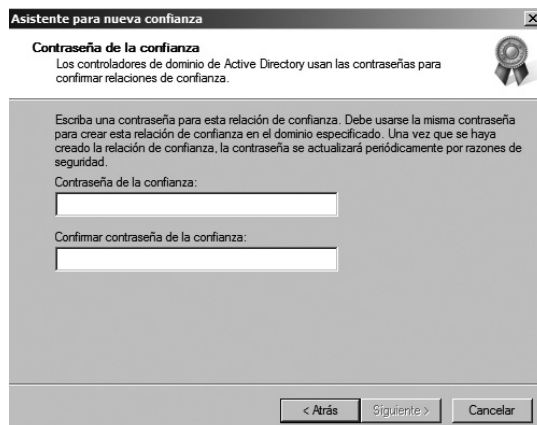 Asistente para nueva confianza
Contraseña de la confianza
Los controladores de dominio de Active Directory usan las contraseñas para
confirmar relaciones de confianza.
Escriba una contraseña para esta relación de confianza. Debe usarse la misma contraseña
para crear esta relación de confianza en el dominio especificado. Una vez que se haya
creado la relación de confianza, la contraseña se actualizará periódicamente por razones de
seguridad.
Contraseña de la confianza:
Confirmar contraseña de la confianza:
< Atrás Siguiente > Cancelar